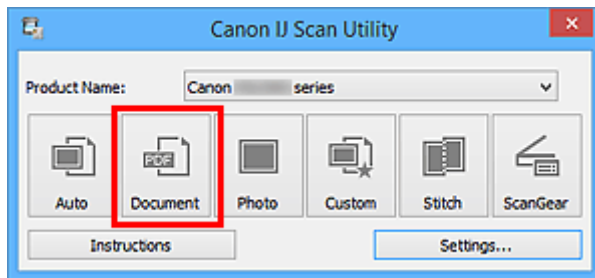 Canon IJ Scan Utility
Product Name: Canon series
PDF
Auto Document Photo Custom Stitch ScanGear
Instructions Settings...